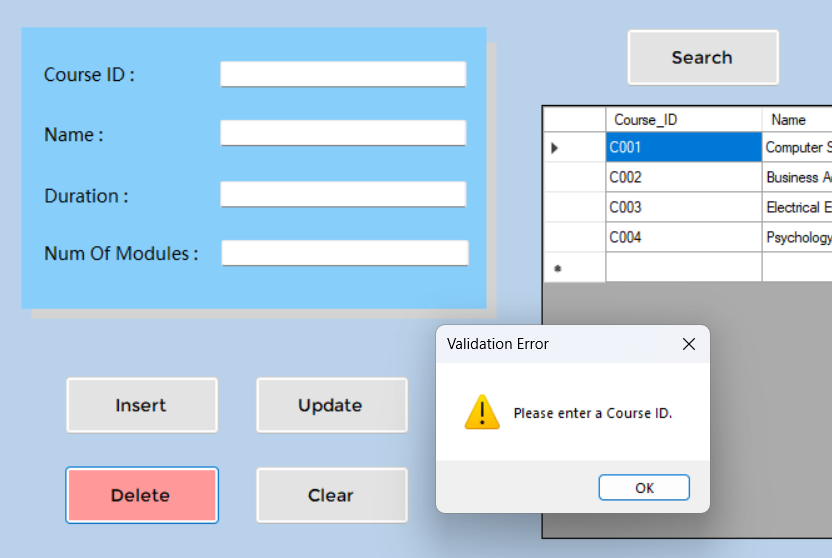 Course ID :
Name :
Duration :
Num Of Modules :
Search
Course_ID Name
C001 Computer S
C002 Business A
C003 Electrical E
C004 Psychology
Insert
Update
Delete
Clear
Validation Error
Please enter a Course ID.
OK